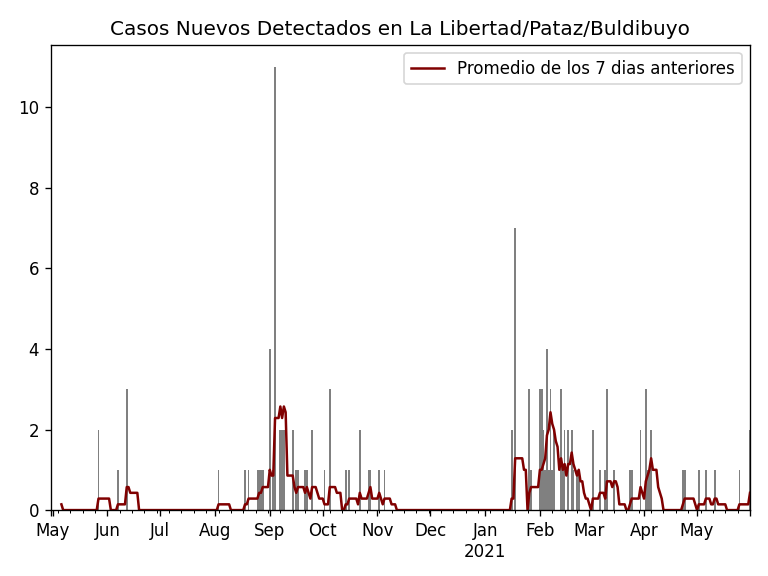 Casos Nuevos Detectados en La Libertad/Pataz/Buldibuyo
Promedio de los 7 dias anteriores
10
8
6
4
2
0
May Jun Jul Aug Sep Oct Nov Dec Jan Feb Mar Apr May
2021